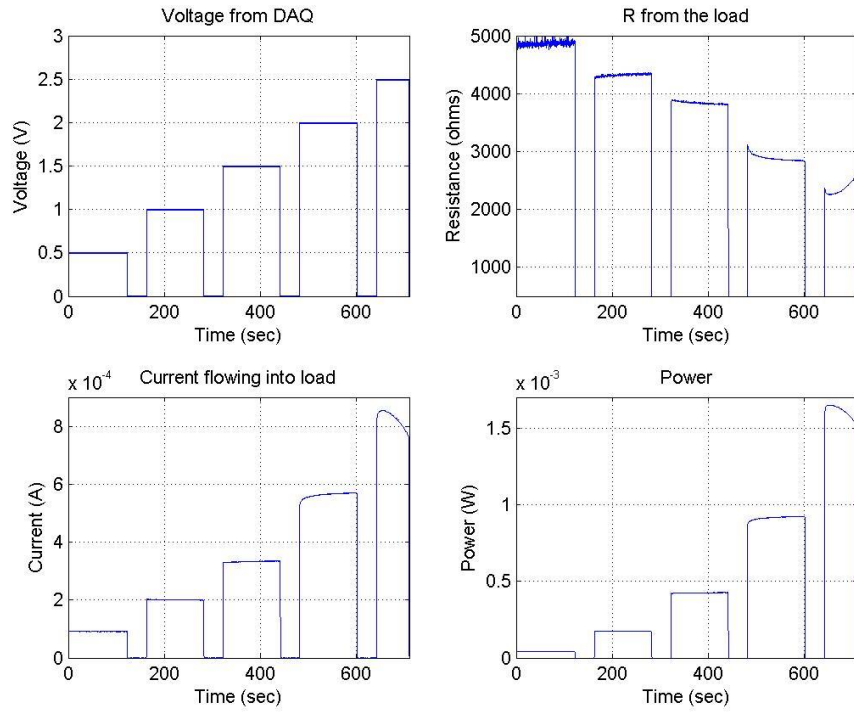 Voltage from DAQ
3
2.5
2
1.5
1
0.5
0
Voltage (V)
0
200
400
600
Time (sec)
R from the load
5000
4000
3000
2000
1000
Resistance (ohms)
0
200
400
600
Time (sec)
x 10⁻⁴
Current flowing into load
8
6
4
2
0
Current (A)
0
200
400
600
Time (sec)
x 10⁻³
Power
1.5
1
0.5
0
Power (W)
0
200
400
600
Time (sec)